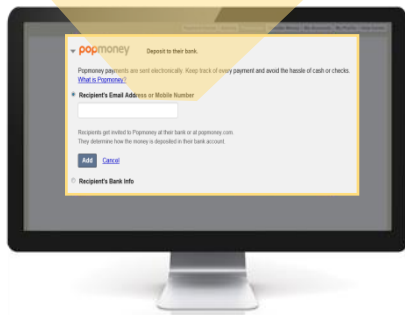 popmoney Deposit to their bank.
Popmoney payments are sent electronically. Keep track of every payment and avoid the hassle of cash or checks.
What is Popmoney?
Recipient's Email Address or Mobile Number
Recipients get invited to Popmoney at their bank or at popmoney.com.
They determine how the money is deposited in their bank account.
Add Cancel
Recipient's Bank Info